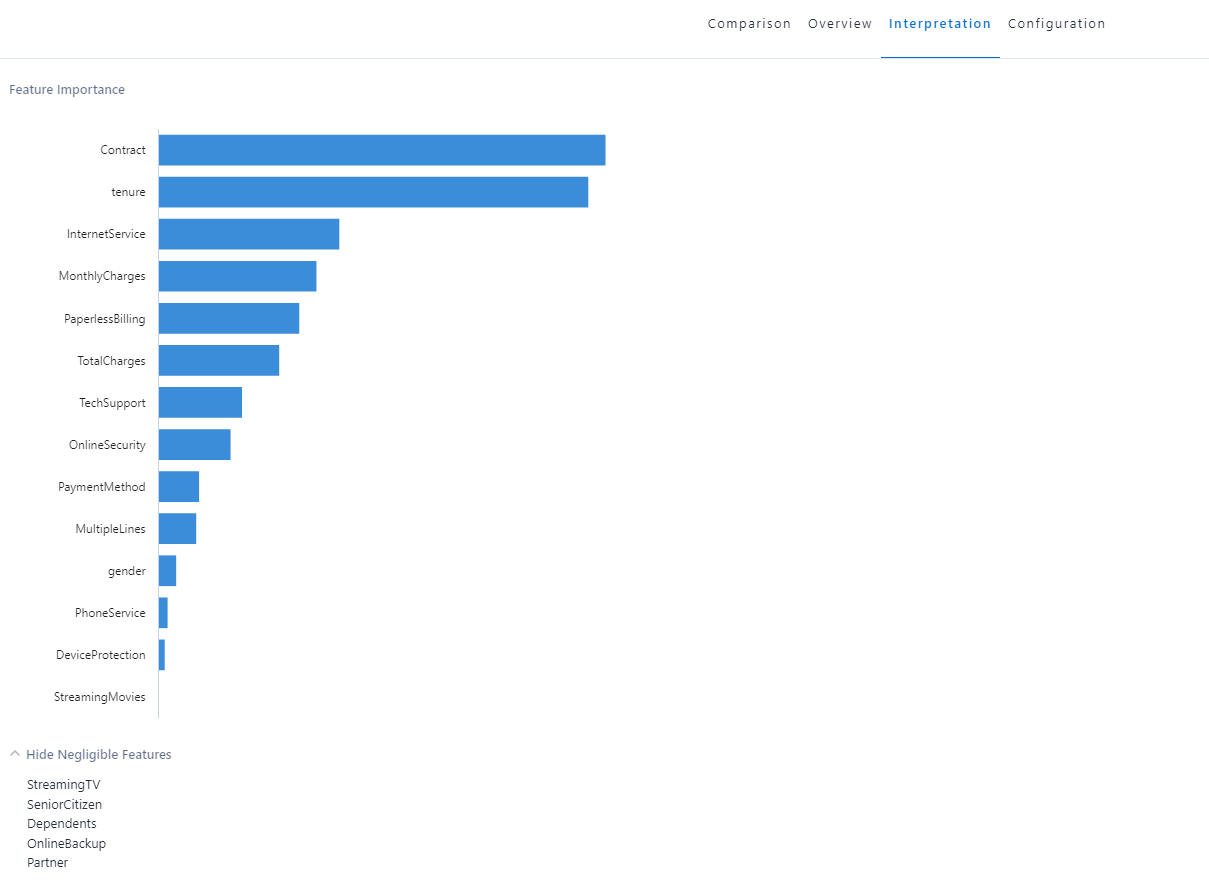 Comparison Overview Interpretation Configuration
Feature Importance
Contract
tenure
InternetService
MonthlyCharges
PaperlessBilling
TotalCharges
TechSupport
OnlineSecurity
PaymentMethod
MultipleLines
gender
PhoneService
DeviceProtection
StreamingMovies
Hide Negligible Features
StreamingTV
SeniorCitizen
Dependents
OnlineBackup
Partner